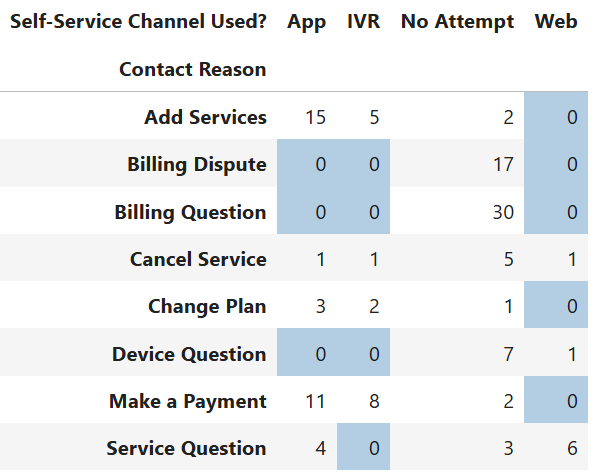 Self-Service Channel Used? App IVR No Attempt Web
Contact Reason
Add Services 15 5 2 0
Billing Dispute 0 0 17 0
Billing Question 0 0 30 0
Cancel Service 1 1 5 1
Change Plan 3 2 1 0
Device Question 0 0 7 1
Make a Payment 11 8 2 0
Service Question 4 0 3 6